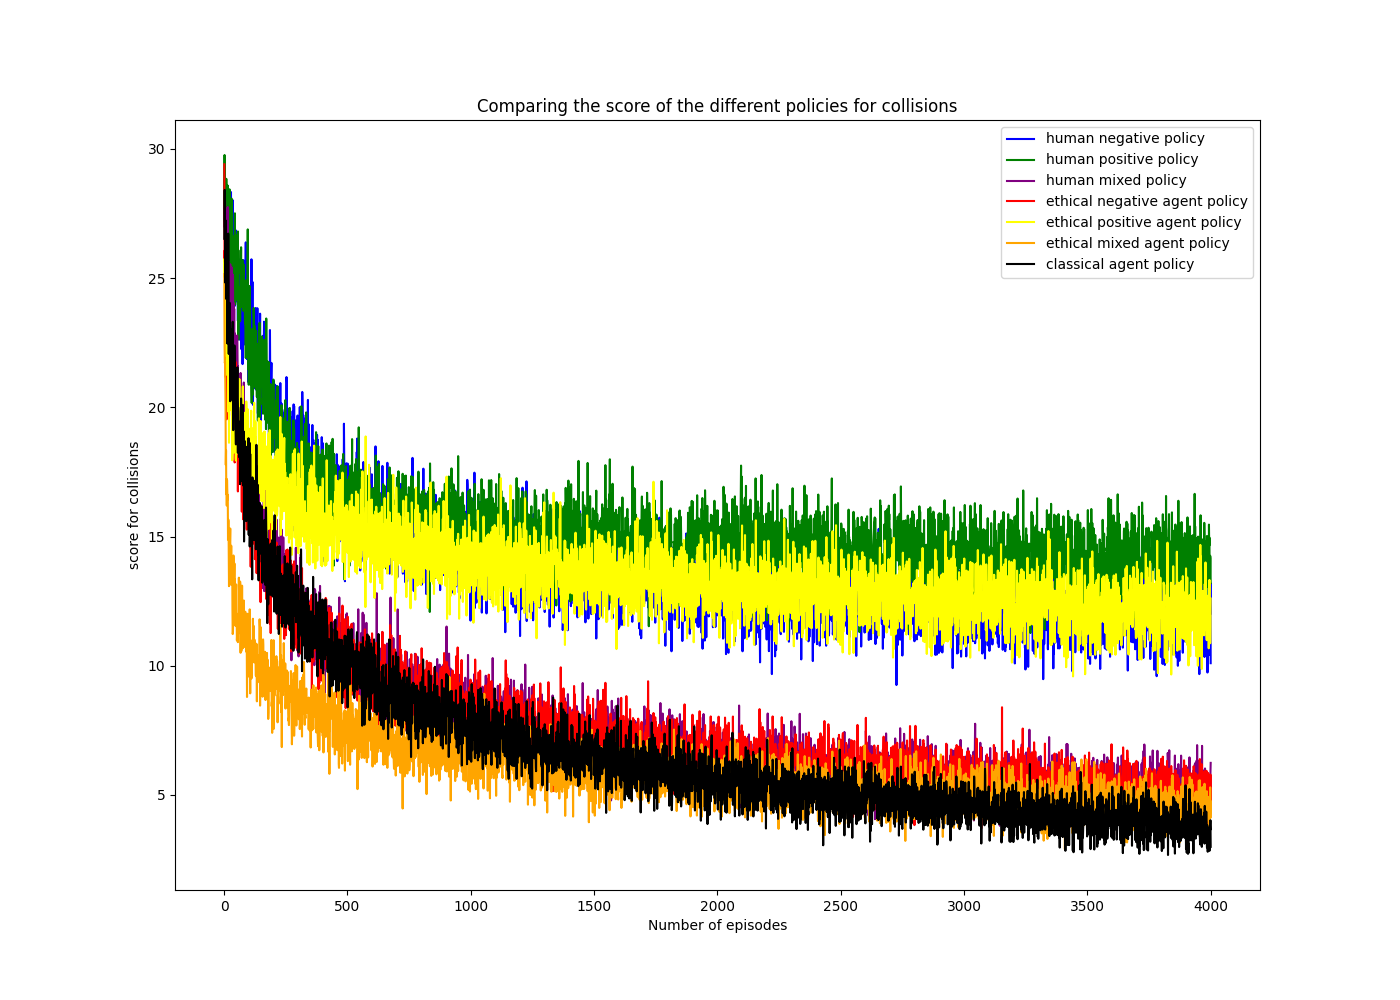 Comparing the score of the different policies for collisions
human negative policy
human positive policy
human mixed policy
ethical negative agent policy
ethical positive agent policy
ethical mixed agent policy
classical agent policy
score for collisions
30
25
20
15
10
5
0 500 1000 1500 2000 2500 3000 3500 4000
Number of episodes